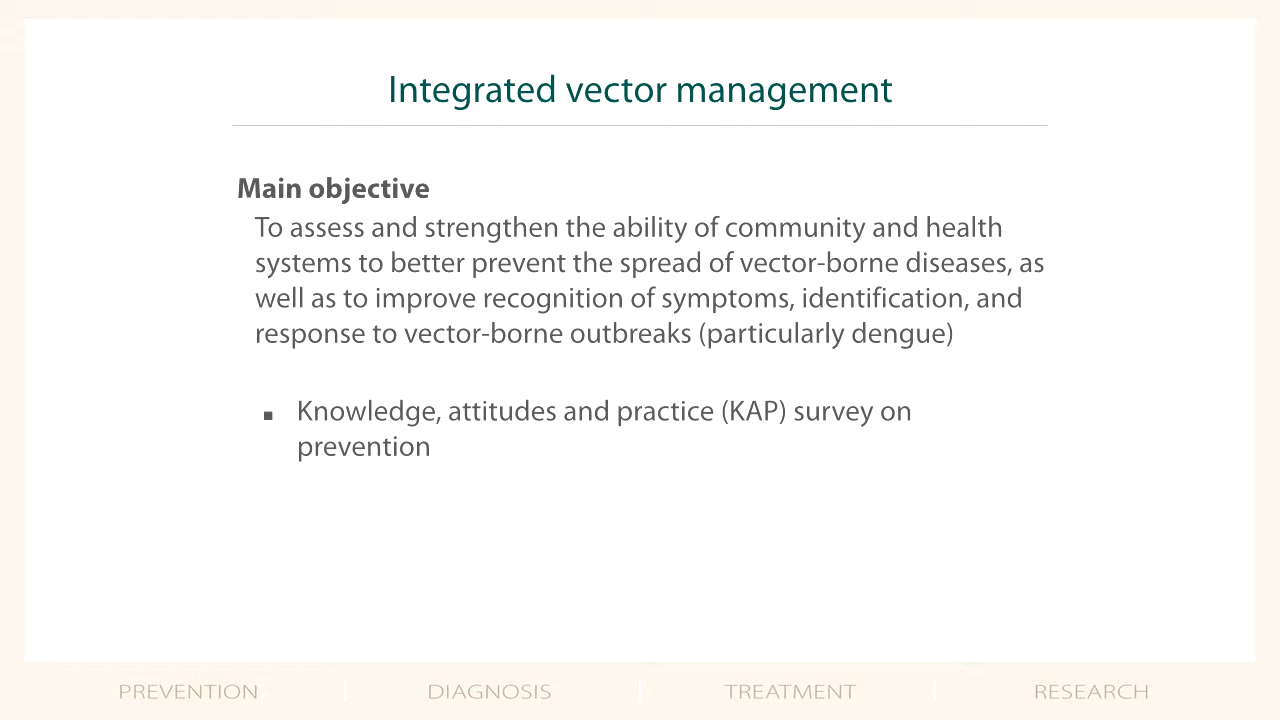 Integrated vector management
Main objective
To assess and strengthen the ability of community and health
systems to better prevent the spread of vector-borne diseases, as
well as to improve recognition of symptoms, identification, and
response to vector-borne outbreaks (particularly dengue)
▪ Knowledge, attitudes and practice (KAP) survey on
prevention
PREVENTION | DIAGNOSIS | TREATMENT | RESEARCH